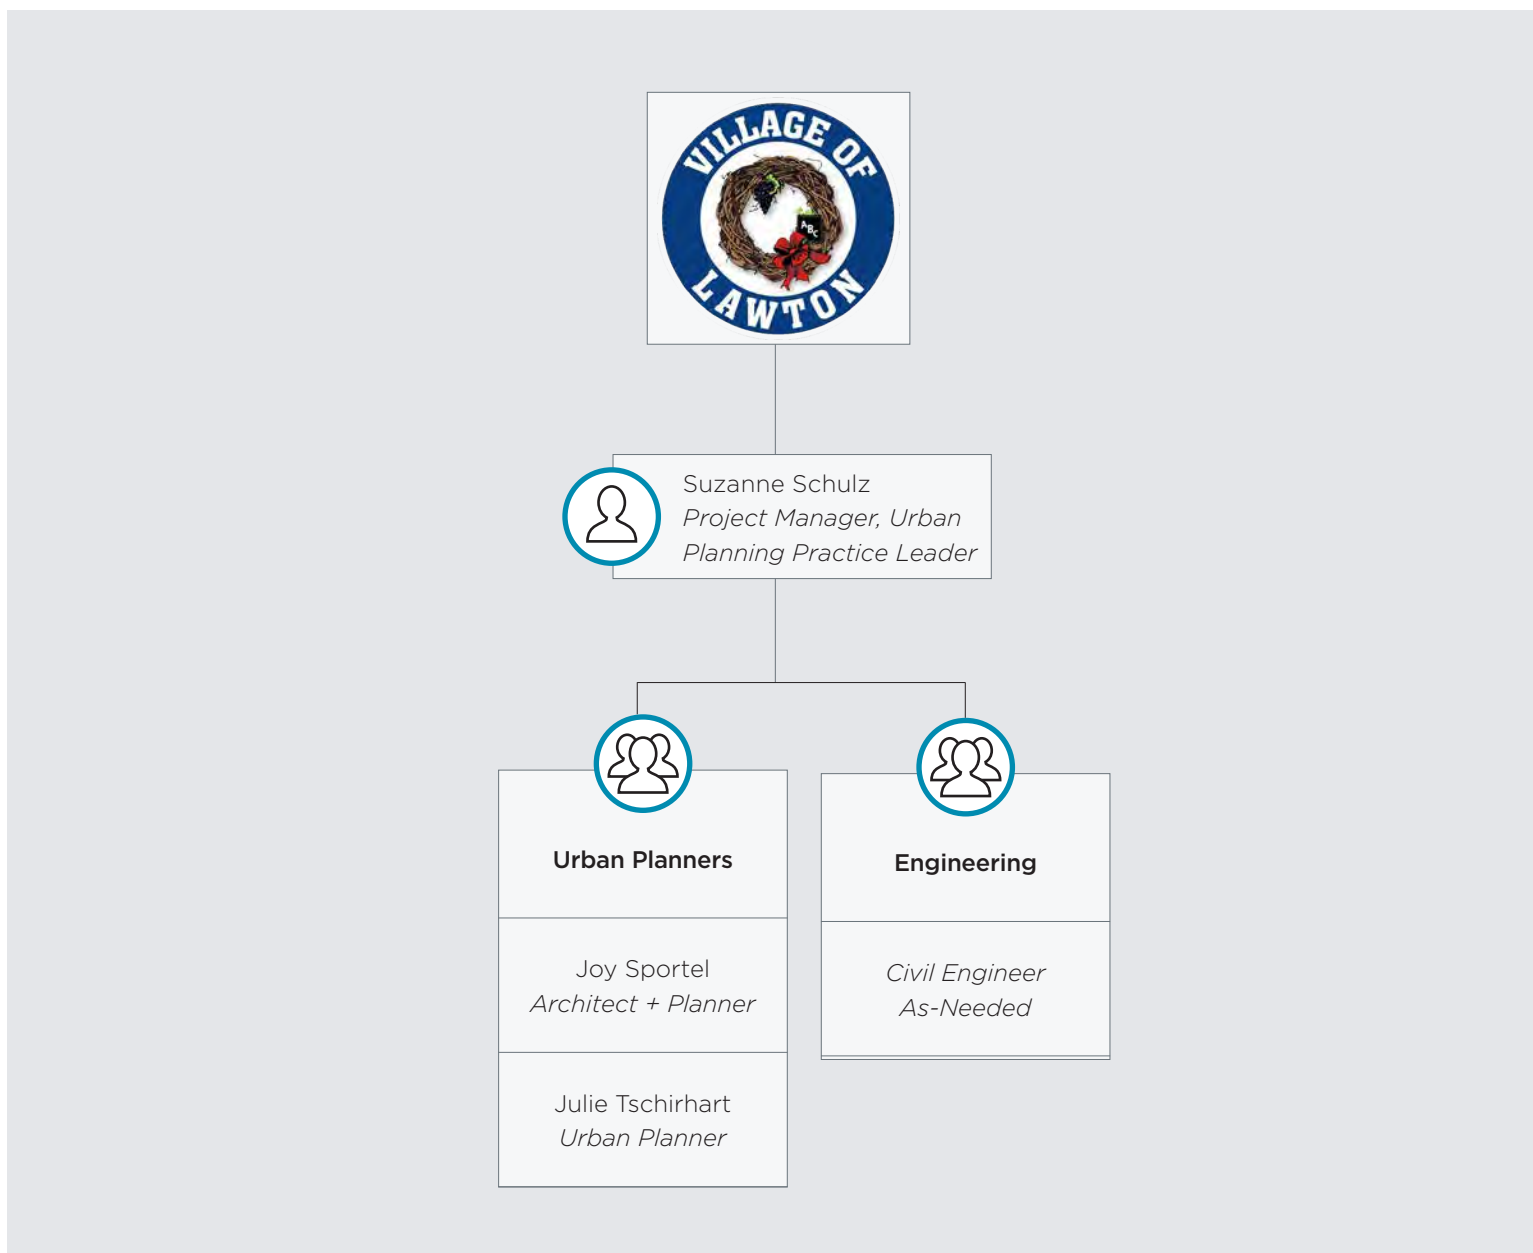 VILLAGE OF
ABC
LAWTON
Suzanne Schulz
Project Manager, Urban
Planning Practice Leader
Urban Planners
Joy Sportel
Architect + Planner
Julie Tschirhart
Urban Planner
Engineering
Civil Engineer
As-Needed